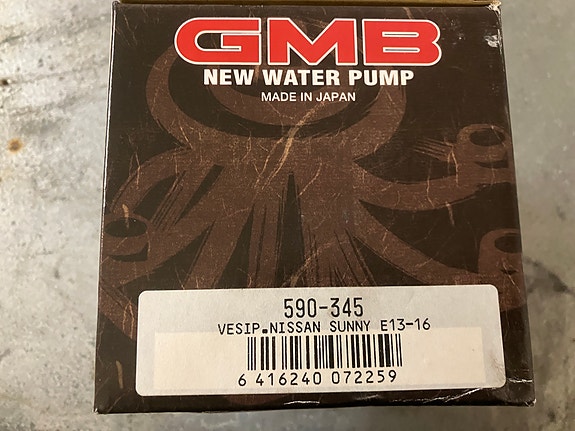 GMB
NEW WATER PUMP
MADE IN JAPAN
590-345
VESIP.NISSAN SUNNY E13-16
6 416240 072259